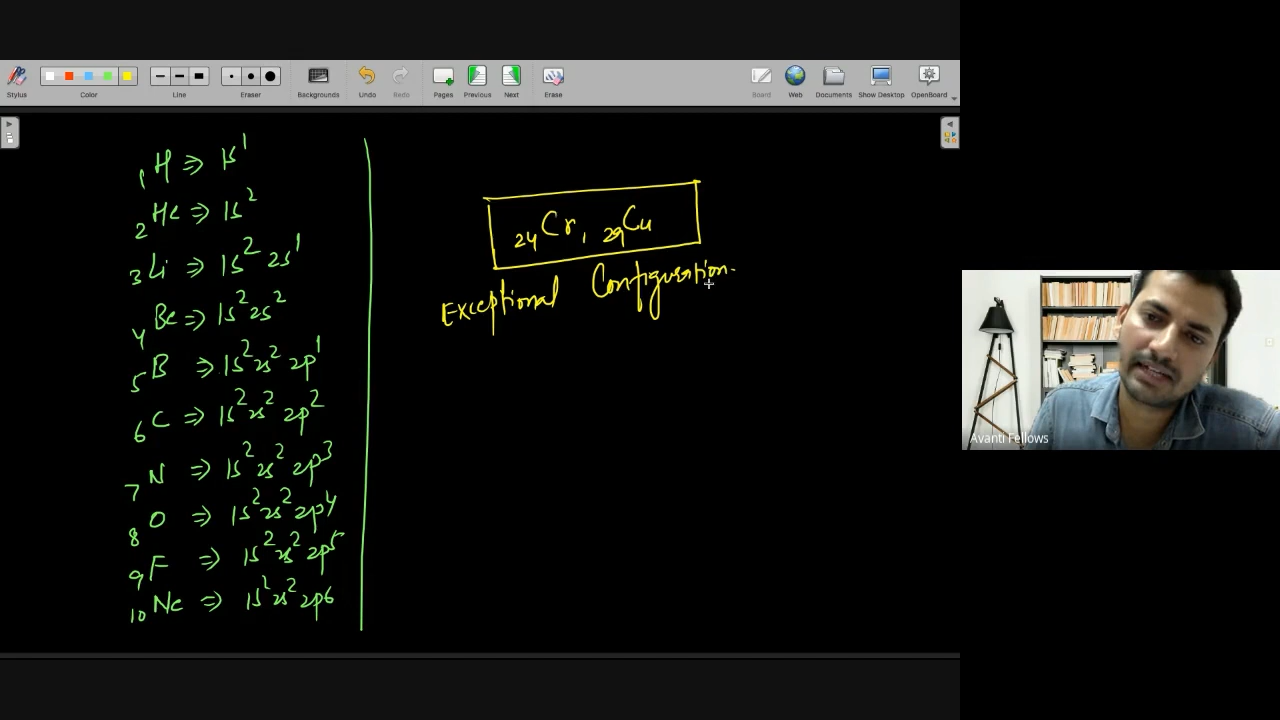 Stylus Color Line Eraser Backgrounds Undo Redo Pages Previous Next Erase Board Web Documents Show Desktop OpenBoard
₁H ⇒ 1s¹
₂He ⇒ 1s²
₃Li ⇒ 1s² 2s¹
₄Be ⇒ 1s² 2s²
₅B ⇒ 1s² 2s² 2p¹
₆C ⇒ 1s² 2s² 2p²
₇N ⇒ 1s² 2s² 2p³
₈O ⇒ 1s² 2s² 2p⁴
₉F ⇒ 1s² 2s² 2p⁵
₁₀Ne ⇒ 1s² 2s² 2p⁶
₂₄Cr, ₂₉Cu
Exceptional Configuration.
Avanti Fellows